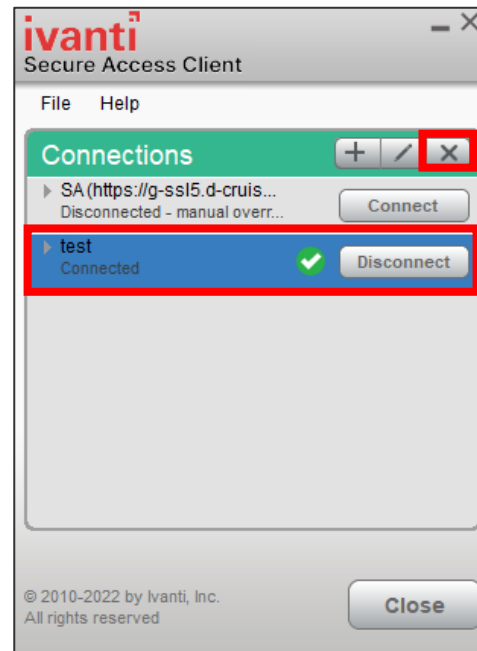 ivanti
Secure Access Client
File Help
Connections
SA (https://g-ssl5.d-cruis...
Disconnected - manual overr...
Connect
test
Connected
Disconnect
© 2010-2022 by Ivanti, Inc.
All rights reserved
Close